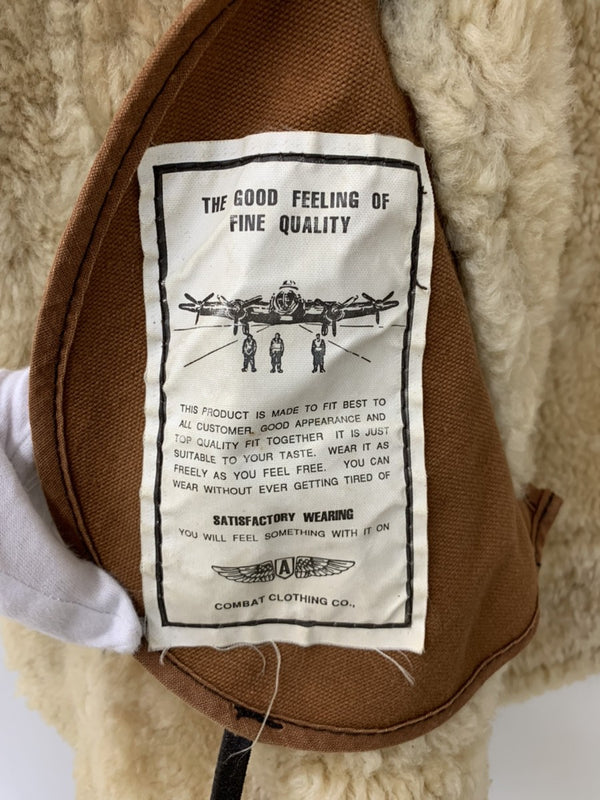 THE GOOD FEELING OF
FINE QUALITY
THIS PRODUCT IS MADE TO FIT BEST TO
ALL CUSTOMER, GOOD APPEARANCE AND
TOP QUALITY FIT TOGETHER IT IS JUST
SUITABLE TO YOUR TASTE. WEAR IT AS
FREELY AS YOU FEEL FREE. YOU CAN
WEAR WITHOUT EVER GETTING TIRED OF
SATISFACTORY WEARING
YOU WILL FEEL SOMETHING WITH IT ON
A
COMBAT CLOTHING CO.,